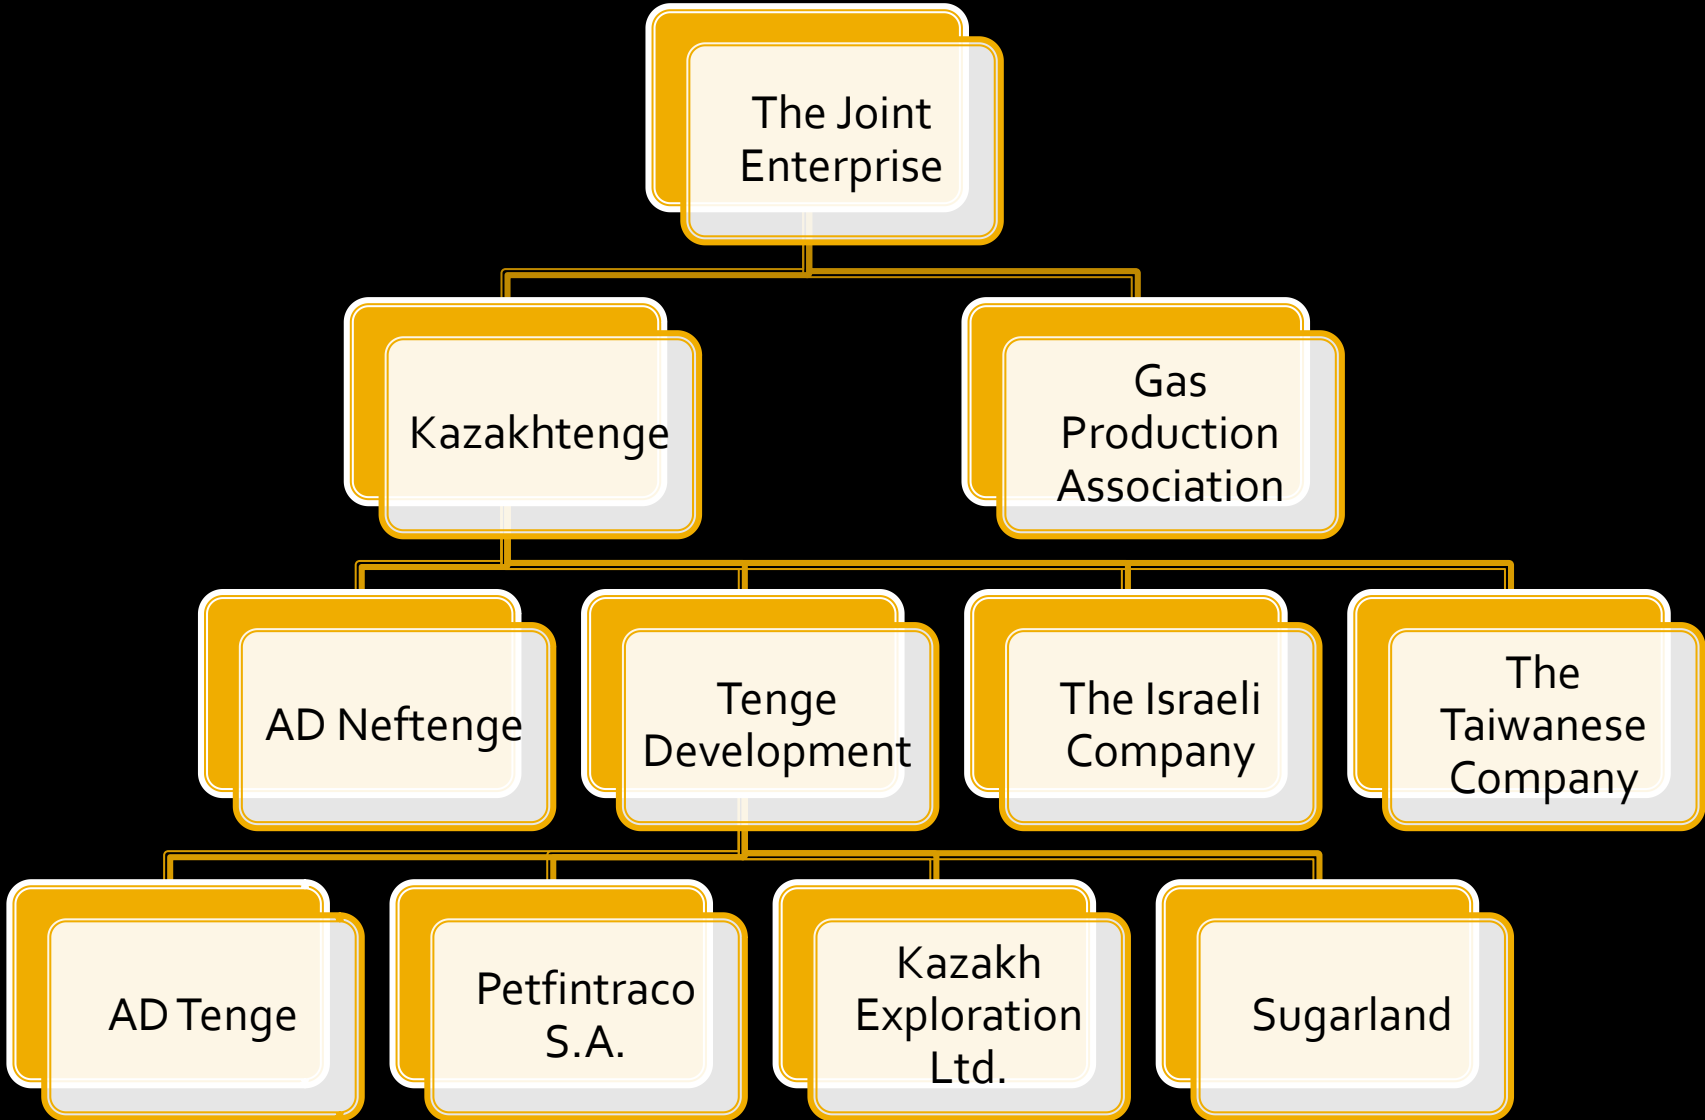 The Joint
Enterprise
Kazakhtenge
Gas
Production
Association
AD Neftenge
Tenge
Development
The Israeli
Company
The
Taiwanese
Company
AD Tenge
Petfintraco
S.A.
Kazakh
Exploration
Ltd.
Sugarland